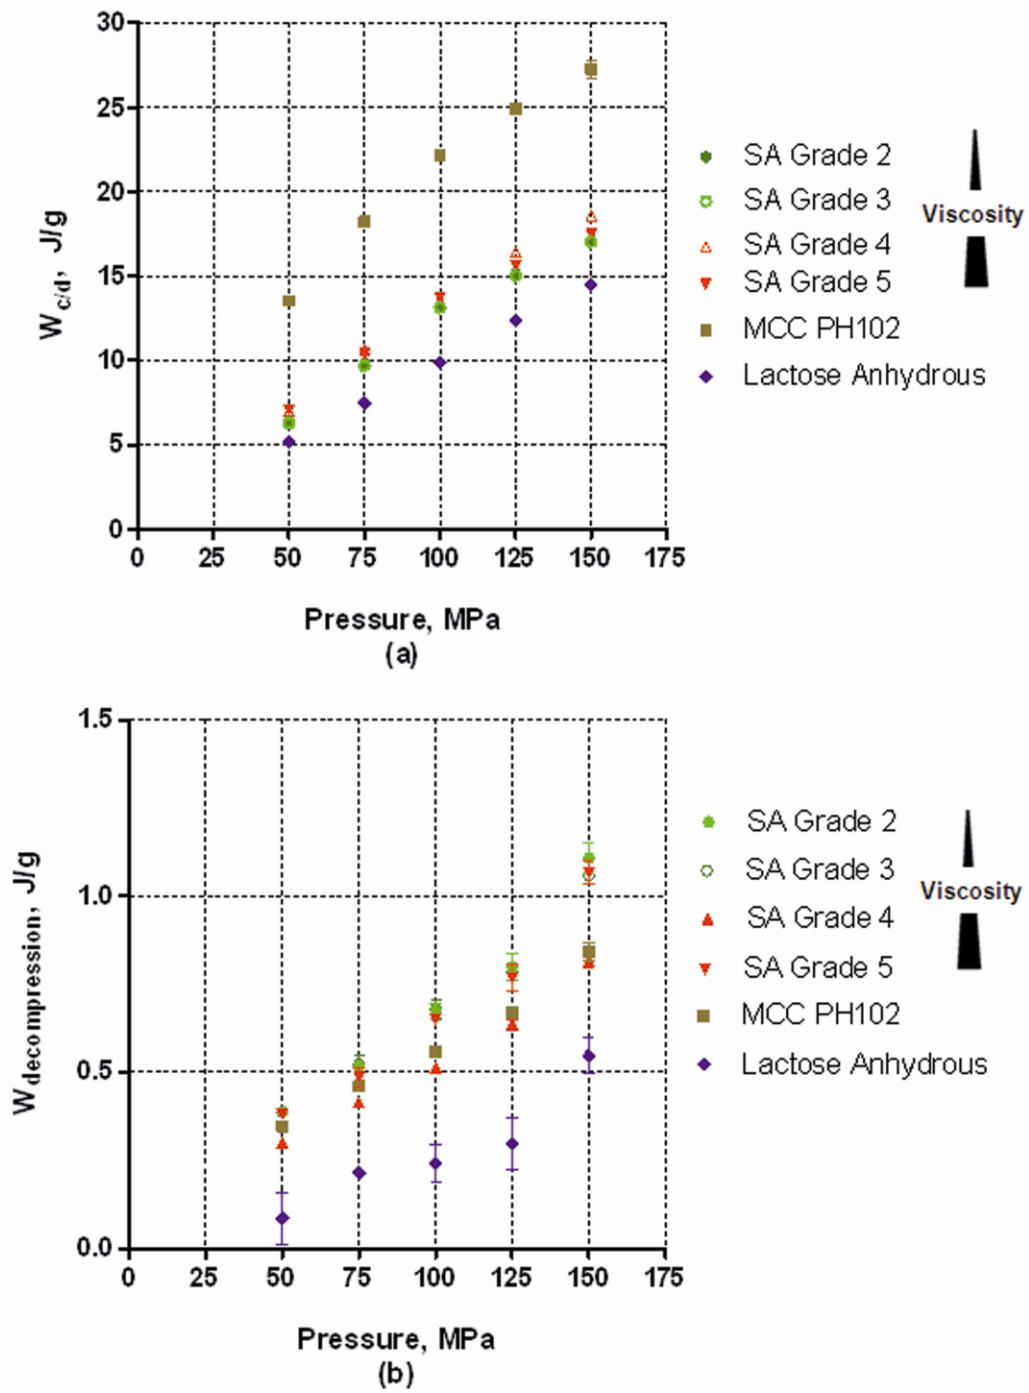 30
25
20
15
10
5
0
W c/d, J/g
0 25 50 75 100 125 150 175
Pressure, MPa
(a)
SA Grade 2
SA Grade 3
SA Grade 4
SA Grade 5
MCC PH102
Lactose Anhydrous
Viscosity
1.5
1.0
0.5
0.0
W decompression, J/g
0 25 50 75 100 125 150 175
Pressure, MPa
(b)
SA Grade 2
SA Grade 3
SA Grade 4
SA Grade 5
MCC PH102
Lactose Anhydrous
Viscosity